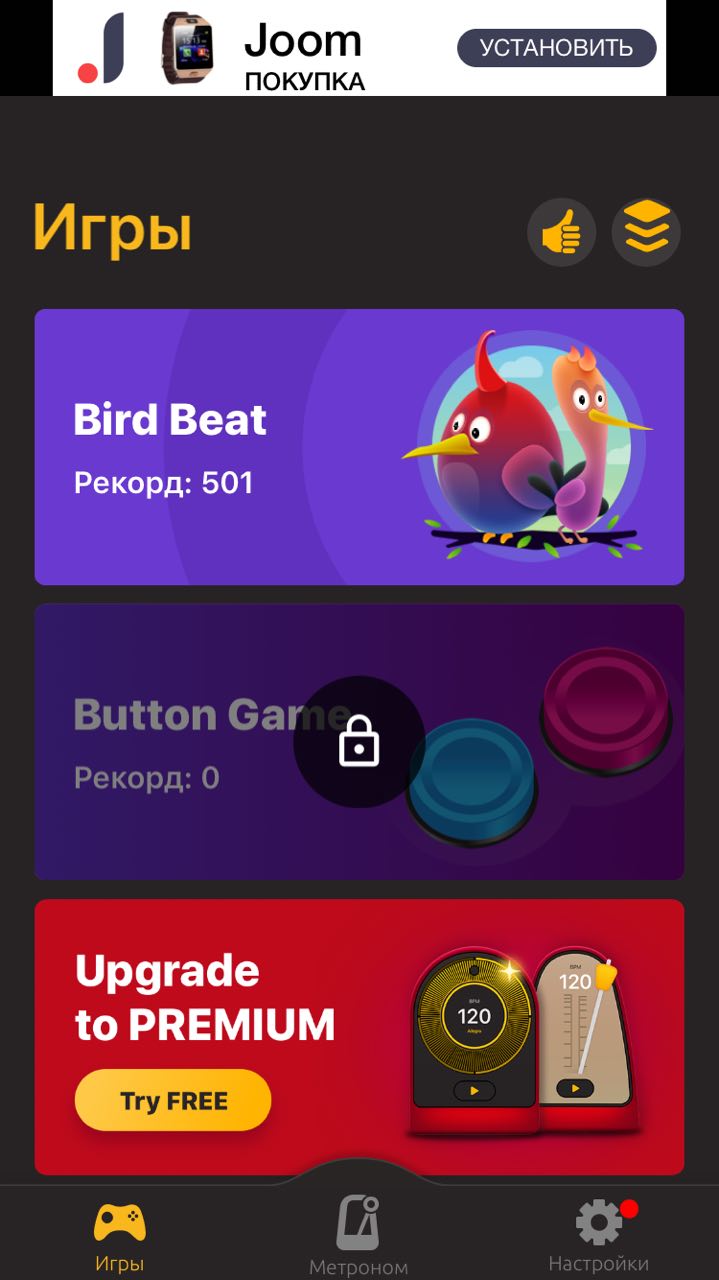 Joom
ПОКУПКА
УСТАНОВИТЬ
Игры
Bird Beat
Рекорд: 501
Button Game
Рекорд: 0
Upgrade
to PREMIUM
Try FREE
BPM
120
Allegro
BPM
120
Игры
Метроном
Настройки